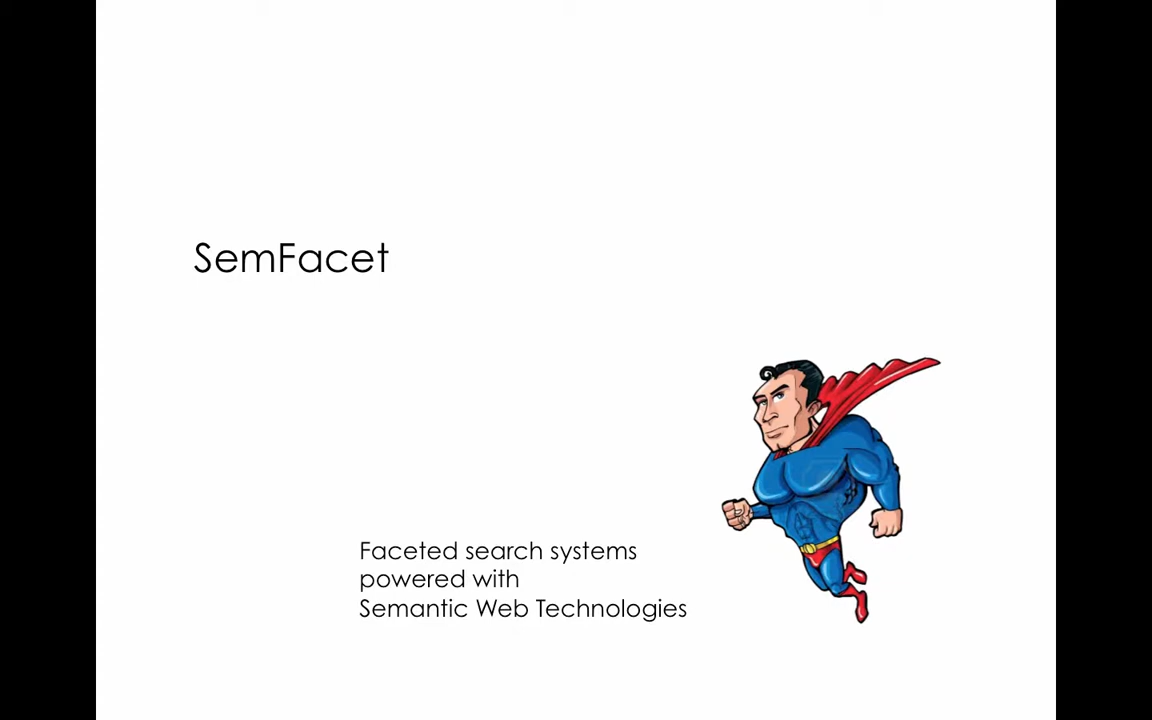 SemFacet
Faceted search systems
powered with
Semantic Web Technologies